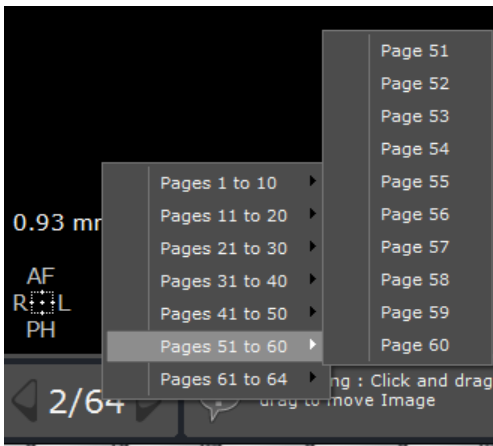 Page 51
Page 52
Page 53
Page 54
Page 55
Page 56
Page 57
Page 58
Page 59
Page 60
Pages 1 to 10
Pages 11 to 20
Pages 21 to 30
Pages 31 to 40
Pages 41 to 50
Pages 51 to 60
Pages 61 to 64
0.93
AF
R L
PH
2/64
: Click and drag
drag to move Image